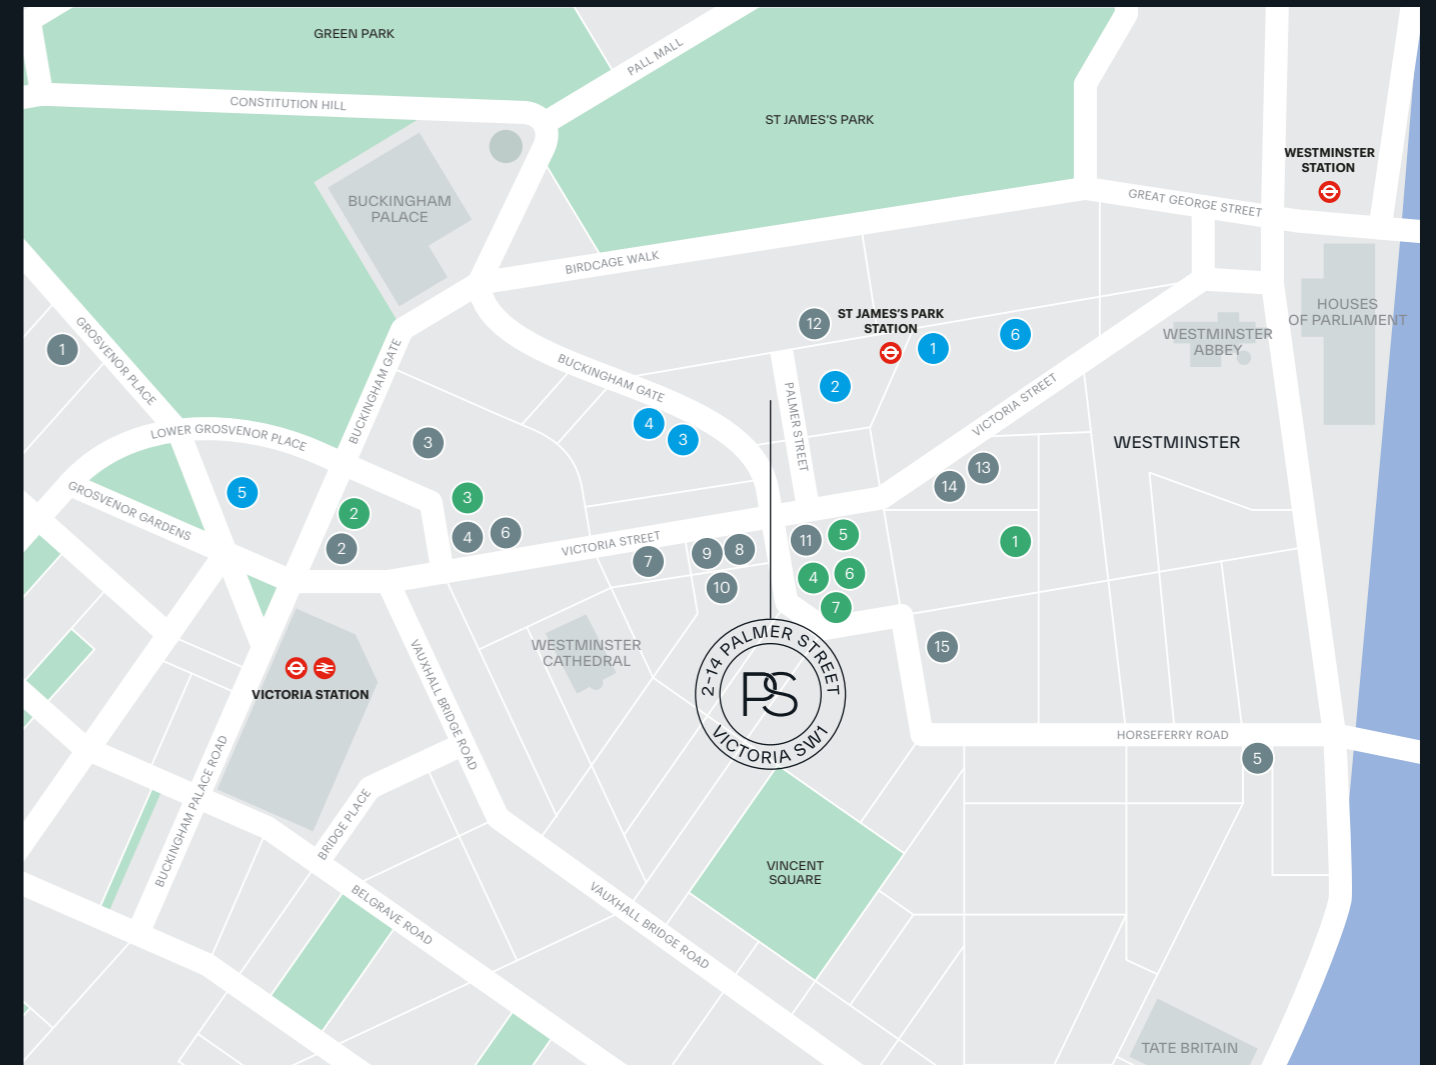 GREEN PARK
PALL MALL
CONSTITUTION HILL
ST JAMES'S PARK
WESTMINSTER
STATION
BUCKINGHAM
PALACE
GREAT GEORGE STREET
BIRDCAGE WALK
HOUSES
OF PARLIAMENT
12
ST JAMES'S PARK
STATION
1
6
WESTMINSTER
ABBEY
1
GROSVENOR PLACE
BUCKINGHAM GATE
BUCKINGHAM GATE
2
PALMER STREET
VICTORIA STREET
LOWER GROSVENOR PLACE
3
4
3
WESTMINSTER
13
14
GROSVENOR GARDENS
5
2
3
2
4
6
VICTORIA STREET
7
9
8
10
11
5
4
6
7
1
15
WESTMINSTER
CATHEDRAL
VAUXHALL BRIDGE ROAD
VICTORIA STATION
2–14 PALMER STREET
PS
VICTORIA SW1
HORSEFERRY ROAD
5
BUCKINGHAM PALACE ROAD
BRIDGE PLACE
VINCENT
SQUARE
BELGRAVE ROAD
VAUXHALL BRIDGE ROAD
TATE BRITAIN